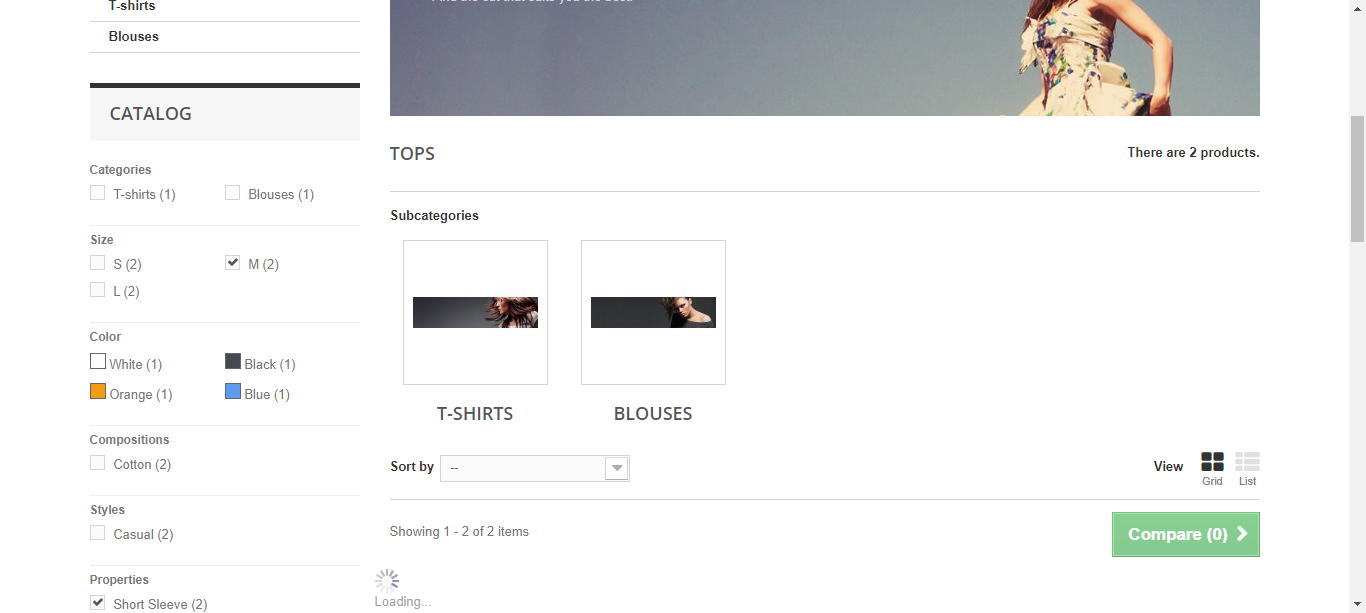 T-shirts
Blouses
CATALOG
Categories
T-shirts (1)
Blouses (1)
Size
S (2)
M (2)
L (2)
Color
White (1)
Black (1)
Orange (1)
Blue (1)
Compositions
Cotton (2)
Styles
Casual (2)
Properties
Short Sleeve (2)
TOPS
There are 2 products.
Subcategories
T-SHIRTS
BLOUSES
Sort by
--
View
Grid
List
Showing 1 - 2 of 2 items
Compare (0)
Loading...